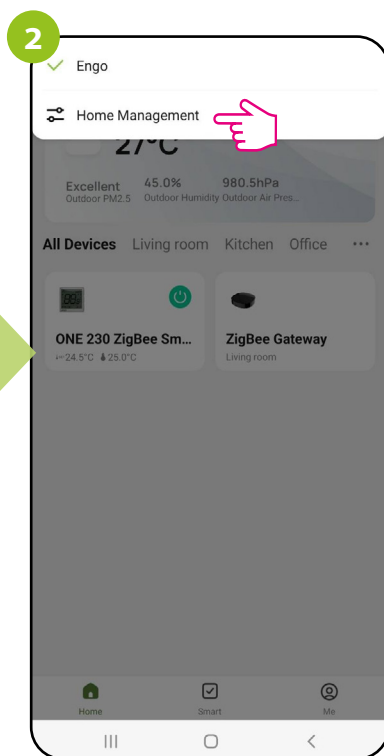 2
Engo
Home Management
27°C
Excellent 45.0% 980.5hPa
Outdoor PM2.5 Outdoor Humidity Outdoor Air Pres...
All Devices Living room Kitchen Office ...
ONE 230 ZigBee Sm...
24.5°C 25.0°C
ZigBee Gateway
Living room
Home Smart Me